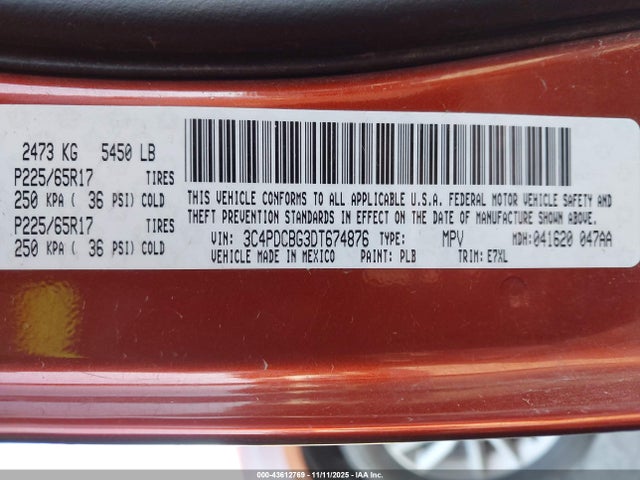 2473 KG 5450 LB
P225/65R17 TIRES
250 KPA ( 36 PSI) COLD
P225/65R17 TIRES
250 KPA ( 36 PSI) COLD
THIS VEHICLE CONFORMS TO ALL APPLICABLE U.S.A. FEDERAL MOTOR VEHICLE SAFETY AND
THEFT PREVENTION STANDARDS IN EFFECT ON THE DATE OF MANUFACTURE SHOWN ABOVE.
VIN: 3C4PDCBG3DT674876 TYPE: MPV MDH: 041620 047AA
VEHICLE MADE IN MEXICO PAINT: PLB TRIM: E7XL
000-43612769 - 11/11/2025 - IAA Inc.